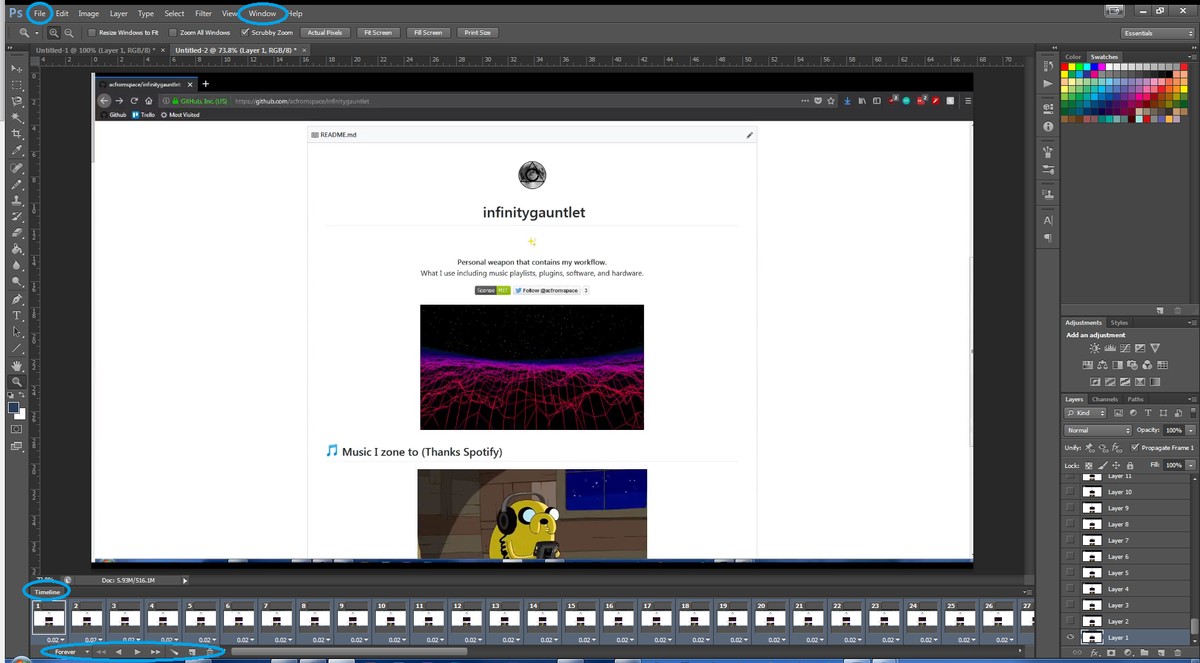 Ps File Edit Image Layer Type Select Filter View Window Help
Resize Windows to Fit Zoom All Windows Scrubby Zoom Actual Pixels Fit Screen Fill Screen Print Size Essentials
Untitled-1 @ 100% (Layer 1, RGB/8) * × Untitled-2 @ 73.8% (Layer 1, RGB/8) * ×
acfromspace/infinitygauntlet
GitHub, Inc. (US) https://github.com/acfromspace/infinitygauntlet
Github Trello Most Visited
README.md
infinitygauntlet
Personal weapon that contains my workflow.
What I use including music playlists, plugins, software, and hardware.
license MIT Follow @acfromspace 3
Music I zone to (Thanks Spotify)
Color Swatches
Adjustments Styles
Add an adjustment
Layers Channels Paths
Kind
Normal Opacity: 100%
Unify: Propagate Frame 1
Lock: Fill: 100%
Layer 11
Layer 10
Layer 9
Layer 8
Layer 7
Layer 6
Layer 5
Layer 4
Layer 3
Layer 2
Layer 1
Doc: 5.93M/516.1M
Timeline
1 2 3 4 5 6 7 8 9 10 11 12 13 14 15 16 17 18 19 20 21 22 23 24 25 26 27
0.02 0.02 0.02 0.02 0.02 0.02 0.02 0.02 0.02 0.02 0.02 0.02 0.02 0.02 0.02 0.02 0.02 0.02 0.02 0.02 0.02 0.02 0.02 0.02 0.02 0.02
Forever